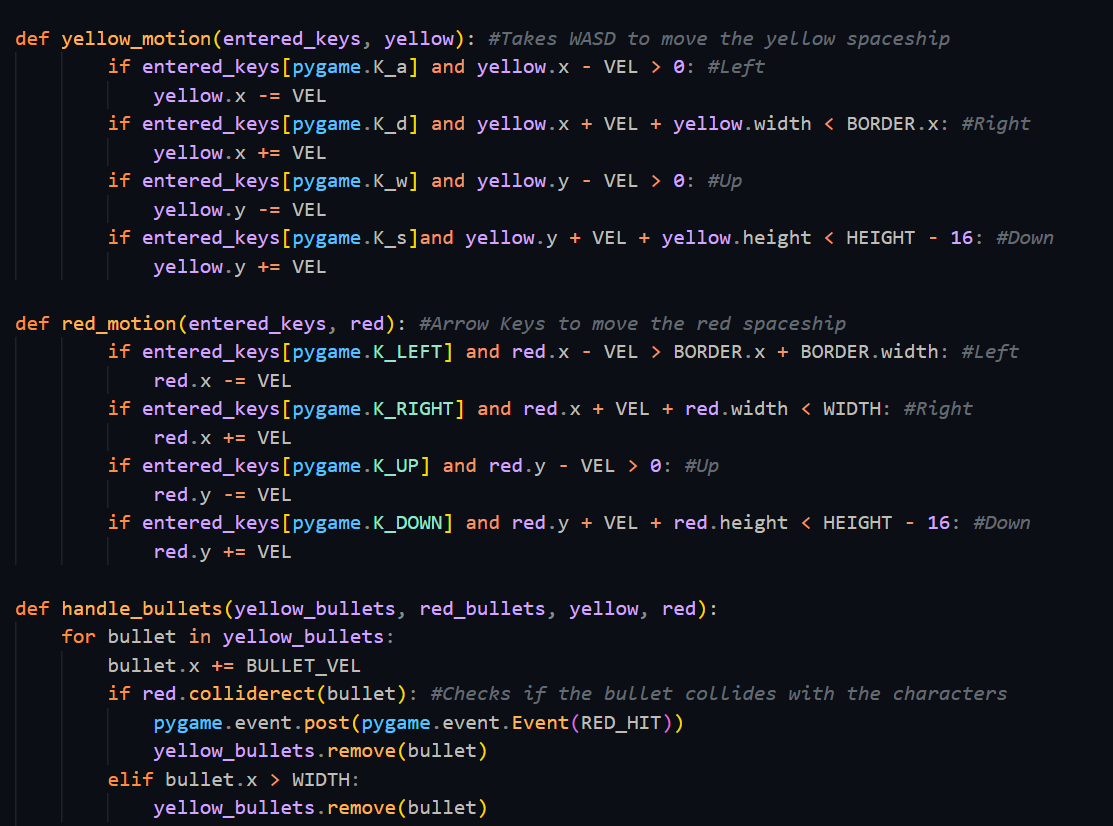 def yellow_motion(entered_keys, yellow): #Takes WASD to move the yellow spaceship
        if entered_keys[pygame.K_a] and yellow.x - VEL > 0: #Left
            yellow.x -= VEL
        if entered_keys[pygame.K_d] and yellow.x + VEL + yellow.width < BORDER.x: #Right
            yellow.x += VEL
        if entered_keys[pygame.K_w] and yellow.y - VEL > 0: #Up
            yellow.y -= VEL
        if entered_keys[pygame.K_s]and yellow.y + VEL + yellow.height < HEIGHT - 16: #Down
            yellow.y += VEL

def red_motion(entered_keys, red): #Arrow Keys to move the red spaceship
        if entered_keys[pygame.K_LEFT] and red.x - VEL > BORDER.x + BORDER.width: #Left
            red.x -= VEL
        if entered_keys[pygame.K_RIGHT] and red.x + VEL + red.width < WIDTH: #Right
            red.x += VEL
        if entered_keys[pygame.K_UP] and red.y - VEL > 0: #Up
            red.y -= VEL
        if entered_keys[pygame.K_DOWN] and red.y + VEL + red.height < HEIGHT - 16: #Down
            red.y += VEL

def handle_bullets(yellow_bullets, red_bullets, yellow, red):
    for bullet in yellow_bullets:
        bullet.x += BULLET_VEL
        if red.colliderect(bullet): #Checks if the bullet collides with the characters
            pygame.event.post(pygame.event.Event(RED_HIT))
            yellow_bullets.remove(bullet)
        elif bullet.x > WIDTH:
            yellow_bullets.remove(bullet)